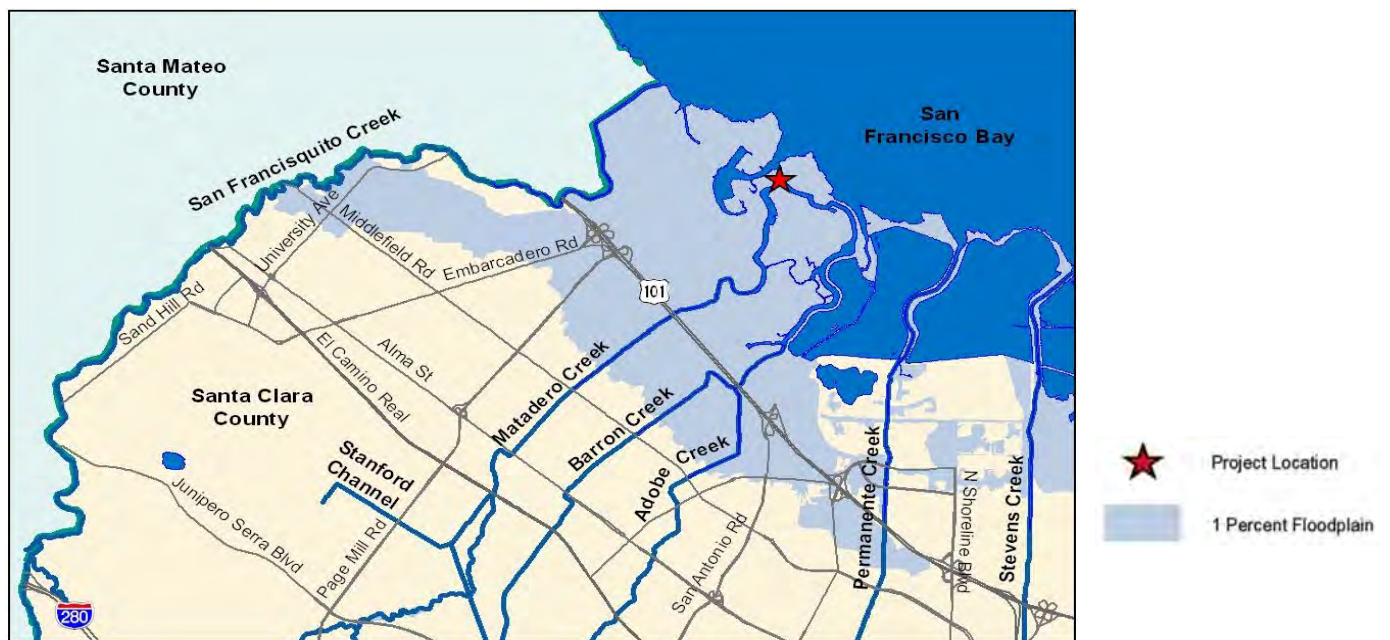 Santa Mateo
County
San
Francisco Bay
San Francisquito Creek
University Ave
Middlefield Rd
Embarcadero Rd
Sand Hill Rd
101
Alma St
El Camino Real
Santa Clara
County
Matadero Creek
Barron Creek
Adobe Creek
Stanford
Channel
Junipero Serra Blvd
Page Mill Rd
San Antonio Rd
Permanente Creek
N Shoreline Blvd
Stevens Creek
280
Project Location
1 Percent Floodplain